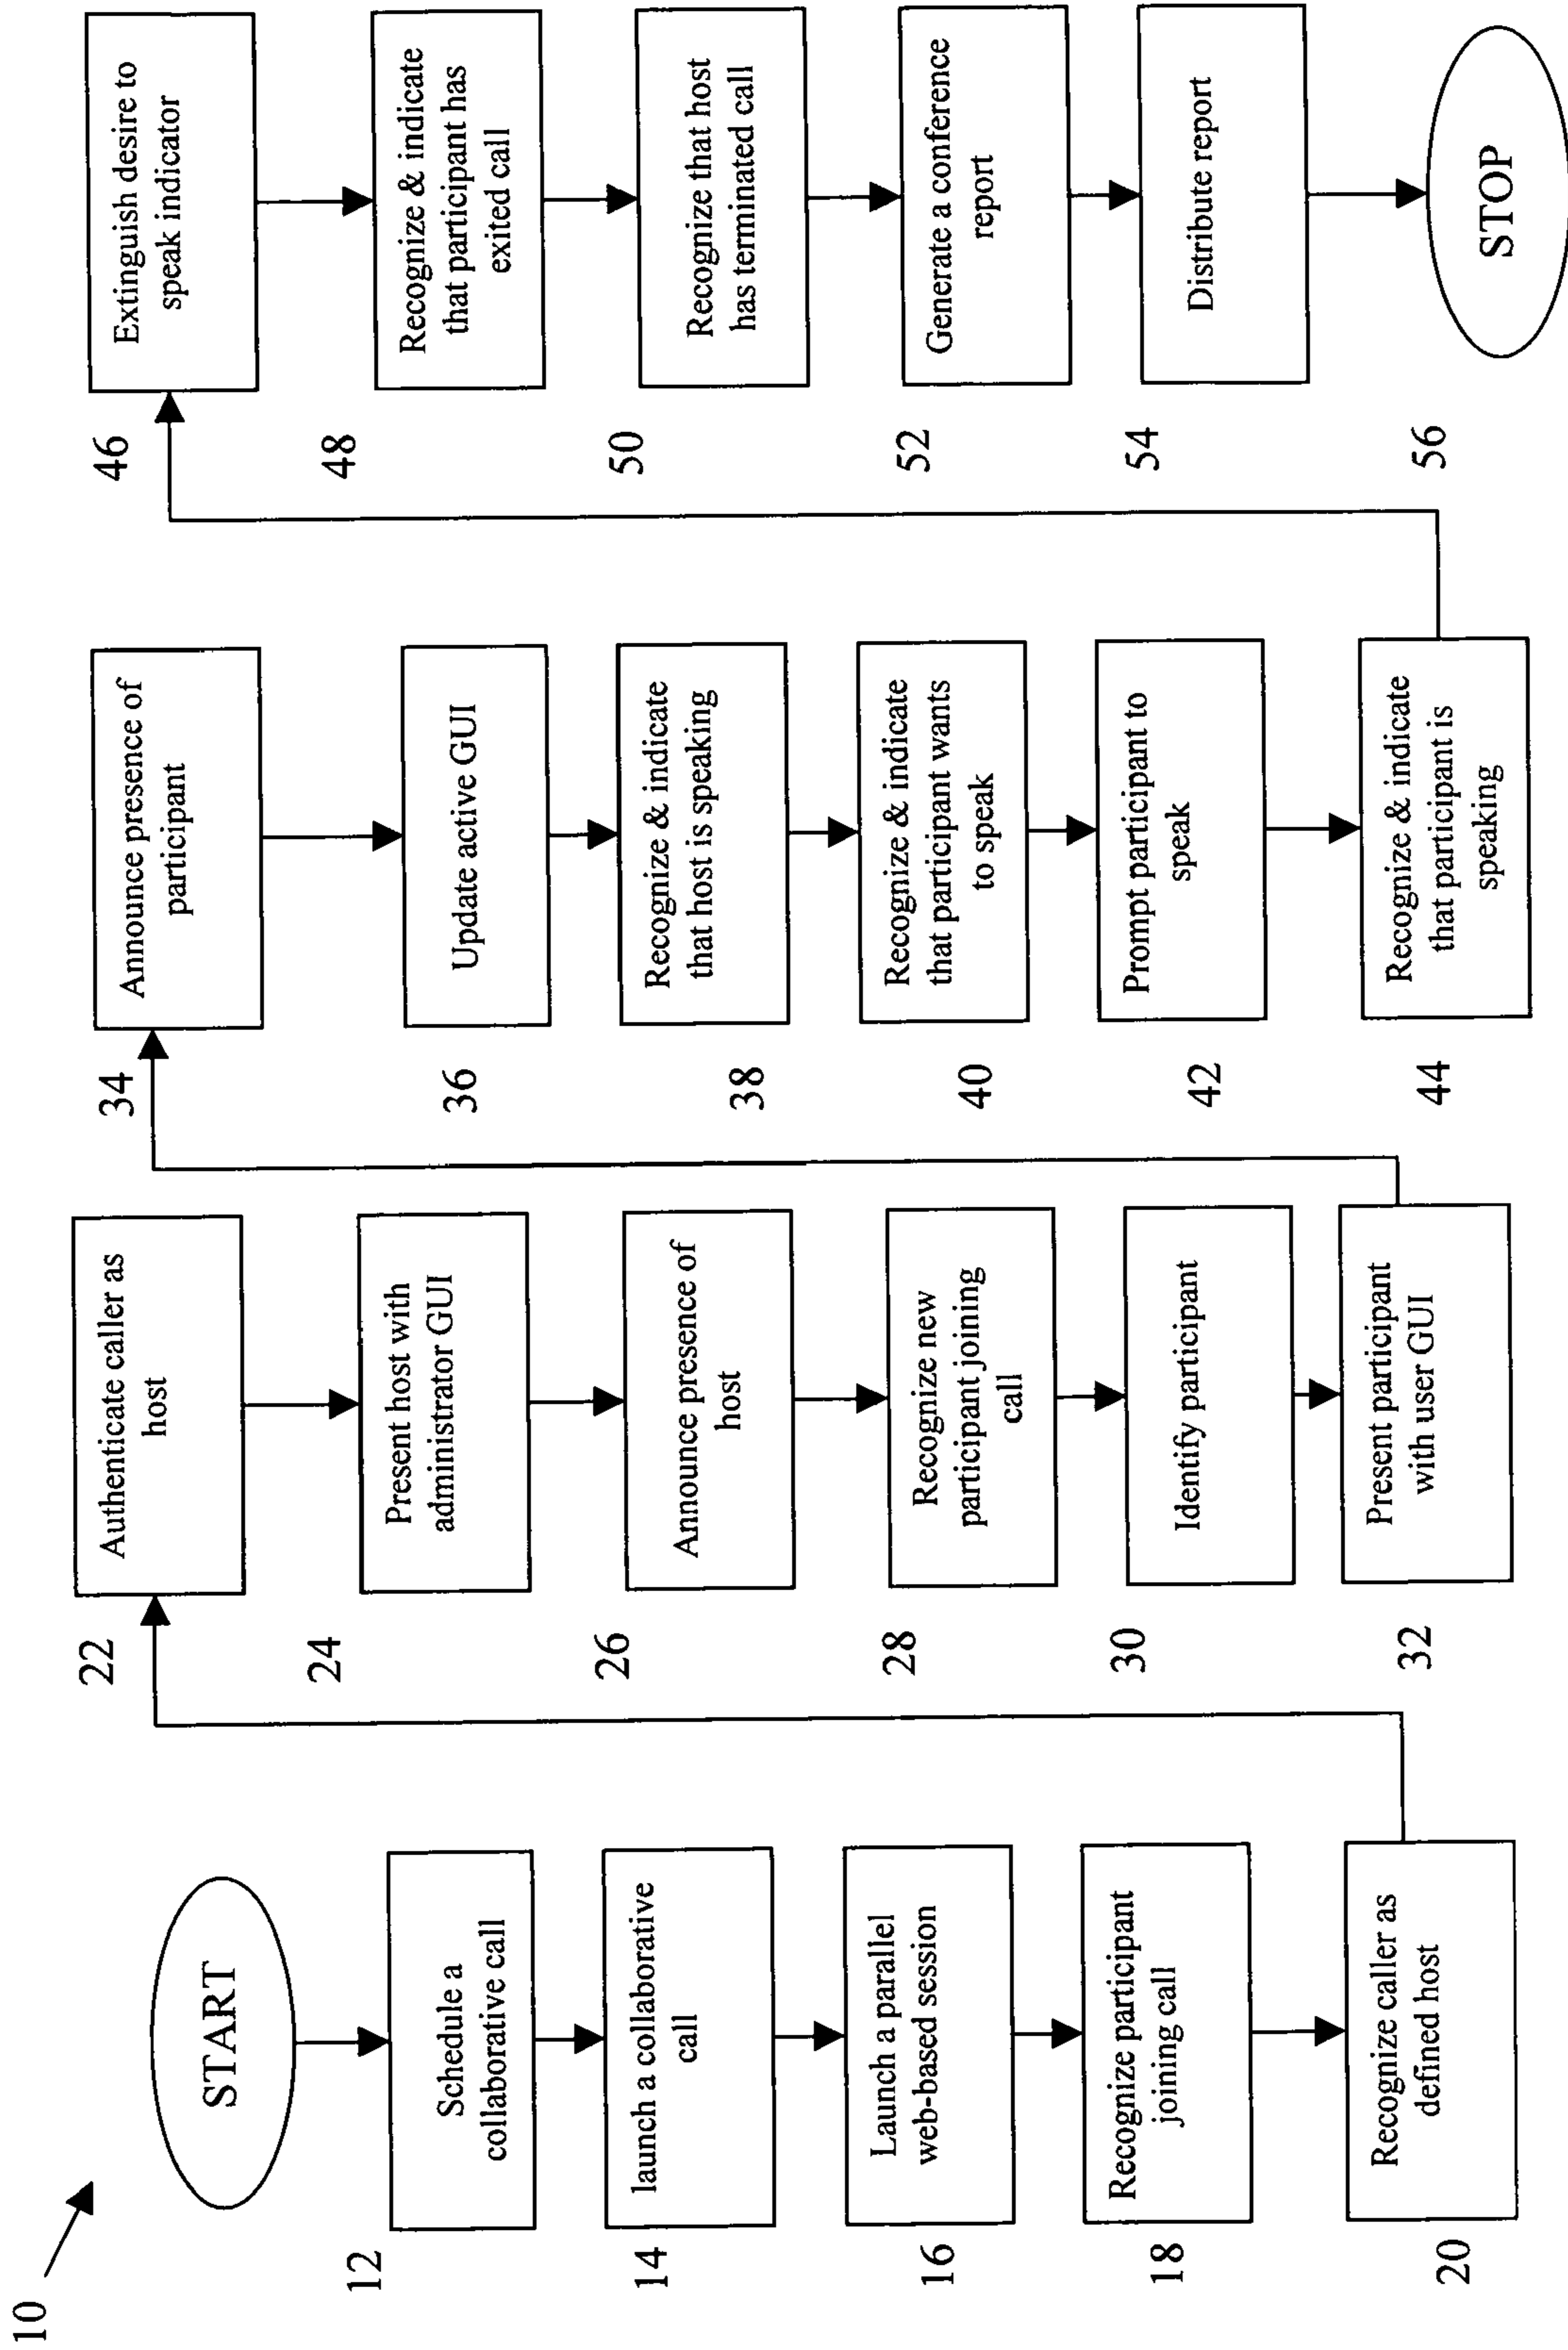 10
START
12
Schedule a
collaborative call
14
launch a collaborative
call
16
Launch a parallel
web-based session
18
Recognize participant
joining call
20
Recognize caller as
defined host
22
Authenticate caller as
host
24
Present host with
administrator GUI
26
Announce presence of
host
28
Recognize new
participant joining
call
30
Identify participant
32
Present participant
with user GUI
34
Announce presence of
participant
36
Update active GUI
38
Recognize & indicate
that host is speaking
40
Recognize & indicate
that participant wants
to speak
42
Prompt participant to
speak
44
Recognize & indicate
that participant is
speaking
46
Extinguish desire to
speak indicator
48
Recognize & indicate
that participant has
exited call
50
Recognize that host
has terminated call
52
Generate a conference
report
54
Distribute report
56
STOP